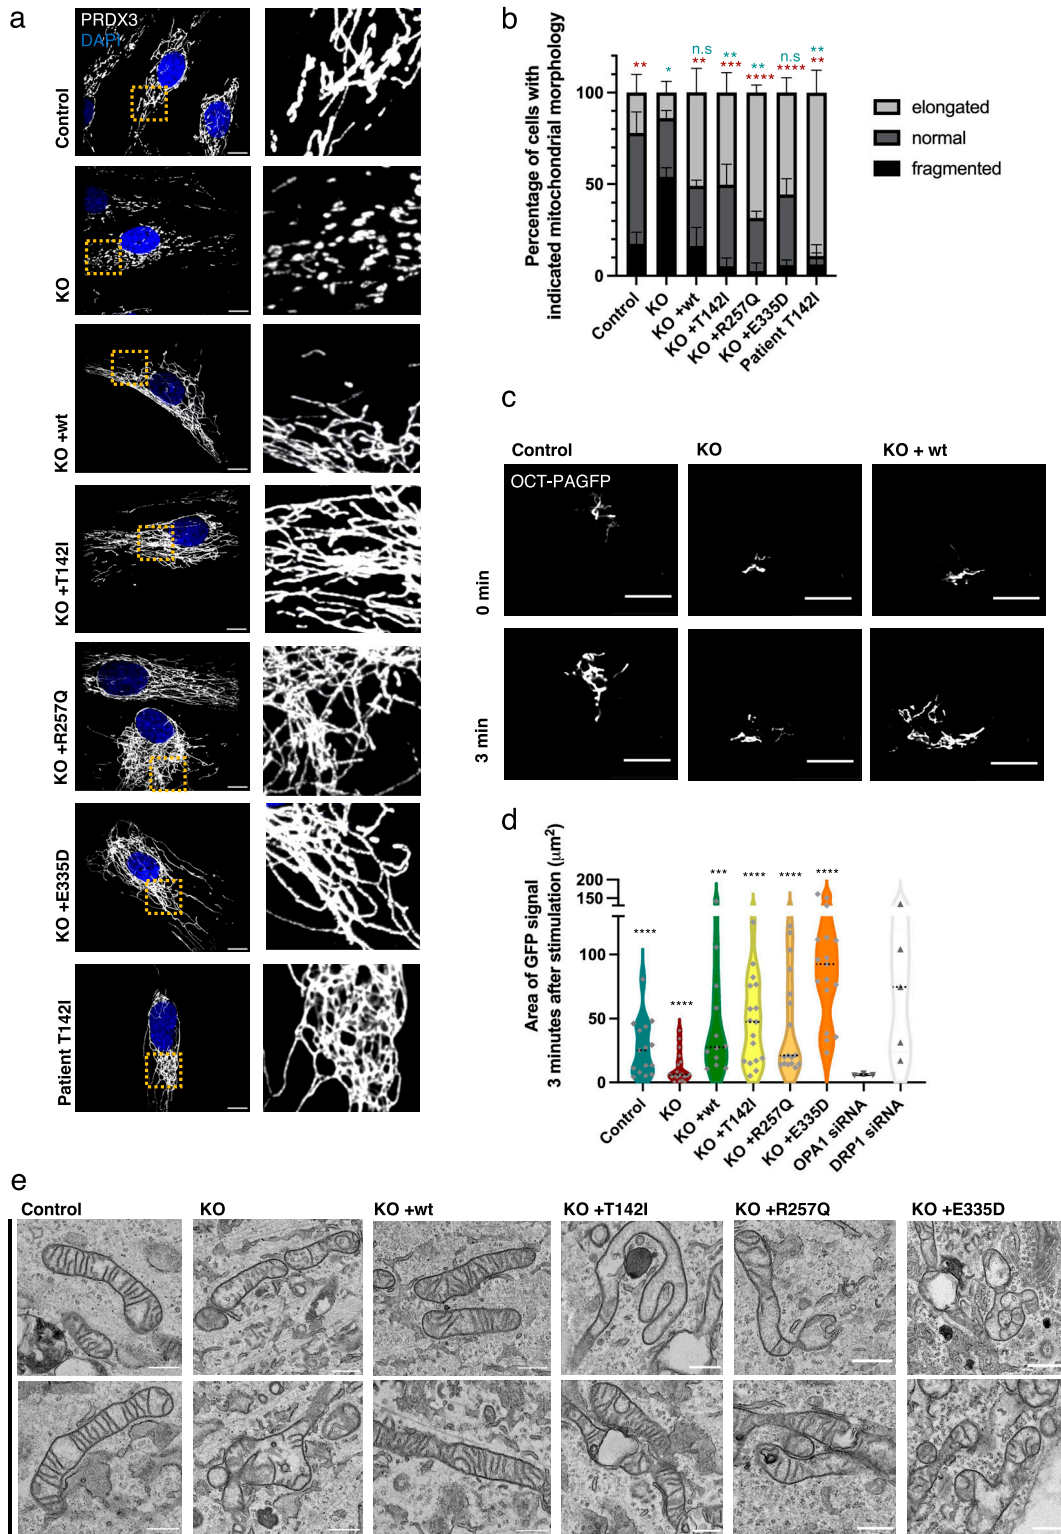 a
PRDX3
DAPI
Control
KO
KO +wt
KO +T142I
KO +R257Q
KO +E335D
Patient T142I
b
Percentage of cells with
indicated mitochondrial morphology
100
50
0
** * n.s ** ** *** ** **** n.s **** ** **
Control
KO
KO +wt
KO +T142I
KO +R257Q
KO +E335D
Patient T142I
elongated
normal
fragmented
c
Control KO KO + wt
OCT-PAGFP
0 min
3 min
d
Area of GFP signal
3 minutes after stimulation (μm²)
200
150
100
50
0
**** **** *** **** **** ****
Control
KO
KO +wt
KO +T142I
KO +R257Q
KO +E335D
OPA1 siRNA
DRP1 siRNA
e
Control KO KO +wt KO +T142I KO +R257Q KO +E335D